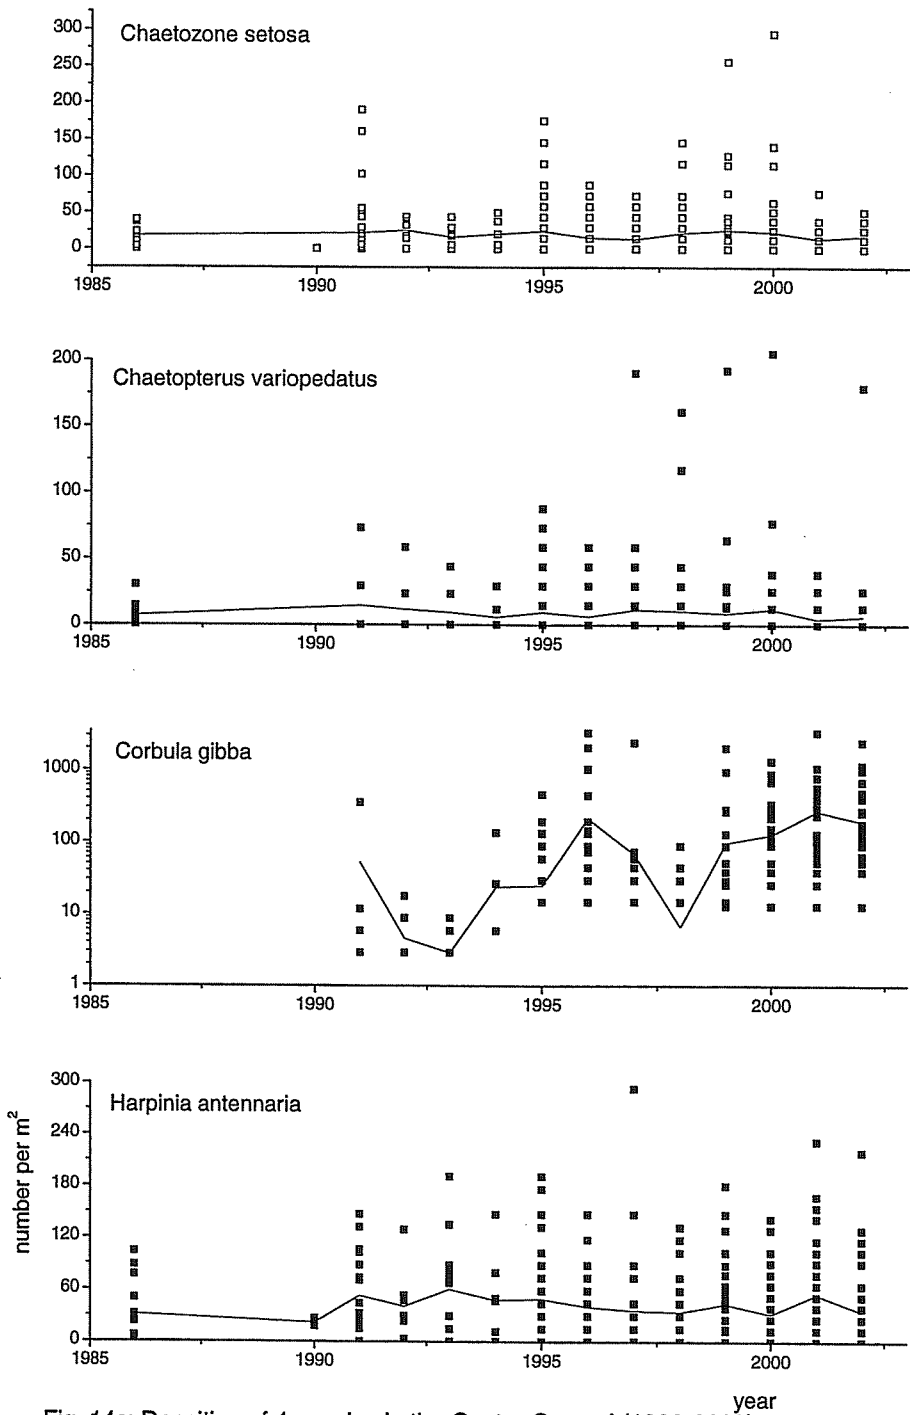 Chaetozone setosa
300
250
200
150
100
50
0
1985 1990 1995 2000
Chaetopterus variopedatus
200
150
100
50
0
1985 1990 1995 2000
Corbula gibba
1000
100
10
1
1985 1990 1995 2000
Harpinia antennaria
number per m²
300
240
180
120
60
0
1985 1990 1995 2000
year